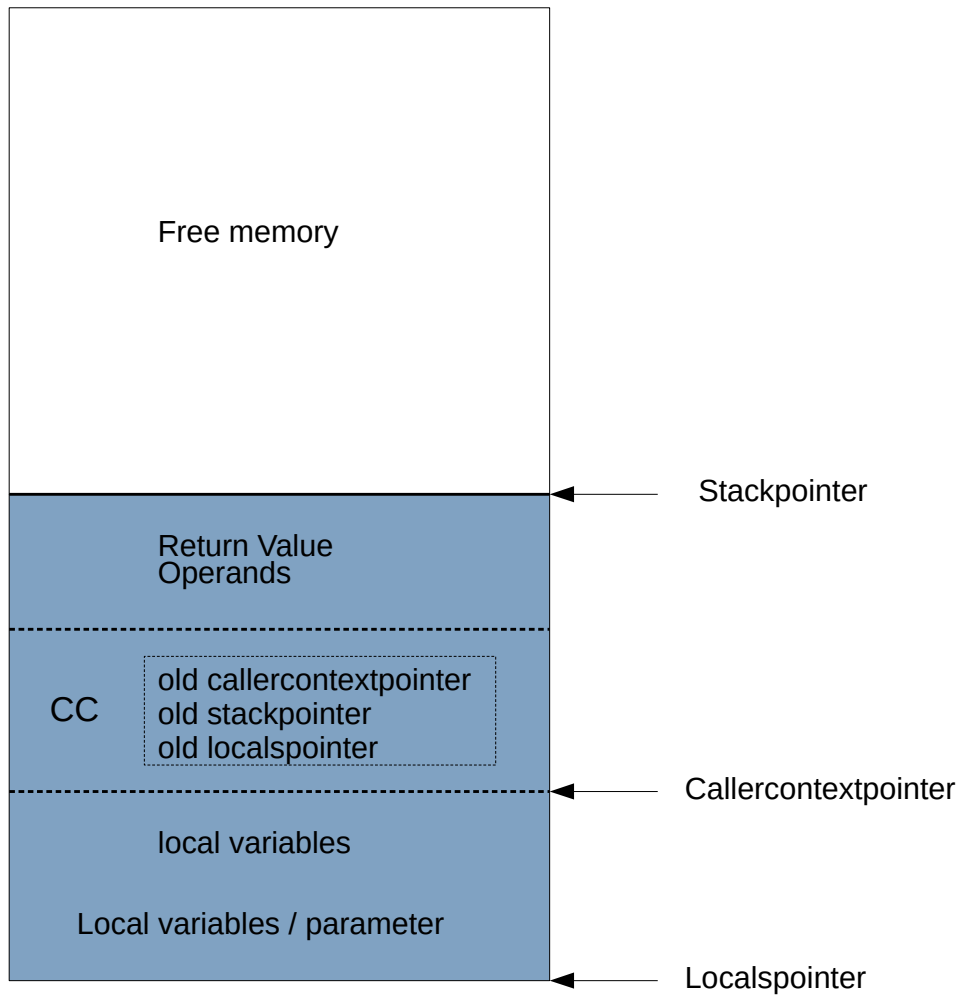 Free memory
Stackpointer
Return Value
Operands
CC
old callercontextpointer
old stackpointer
old localspointer
Callercontextpointer
local variables
Local variables / parameter
Localspointer